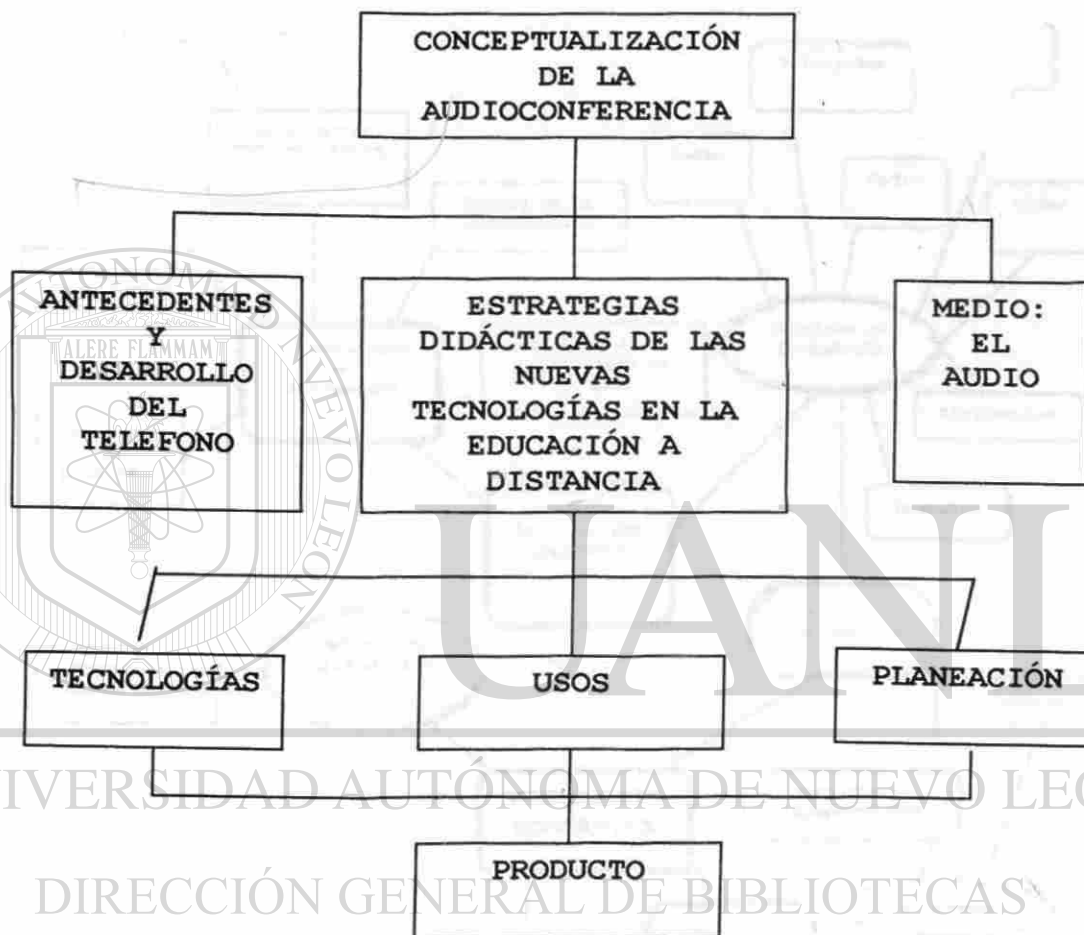 CONCEPTUALIZACIÓN
DE LA
AUDIOCONFERENCIA
ANTECEDENTES
Y
DESARROLLO
DEL
TELEFONO
ESTRATEGIAS
DIDÁCTICAS DE LAS
NUEVAS
TECNOLOGÍAS EN LA
EDUCACIÓN A
DISTANCIA
MEDIO:
EL
AUDIO
TECNOLOGÍAS
USOS
PLANEACIÓN
PRODUCTO
ALERE FLAMMAM
UANL
UNIVERSIDAD AUTÓNOMA DE NUEVO LEÓN
DIRECCIÓN GENERAL DE BIBLIOTECAS